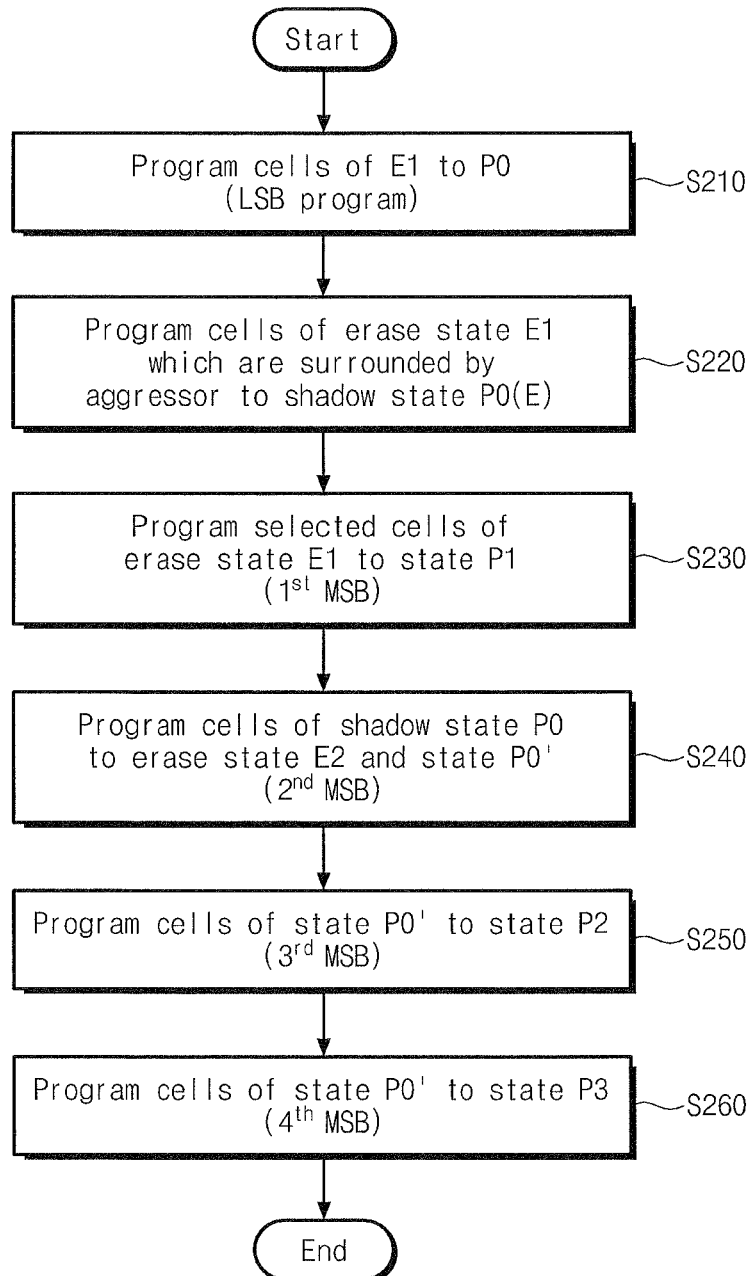 Start
Program cells of E1 to P0
(LSB program)
S210
Program cells of erase state E1
which are surrounded by
aggressor to shadow state P0(E)
S220
Program selected cells of
erase state E1 to state P1
(1st MSB)
S230
Program cells of shadow state P0
to erase state E2 and state P0'
(2nd MSB)
S240
Program cells of state P0' to state P2
(3rd MSB)
S250
Program cells of state P0' to state P3
(4th MSB)
S260
End